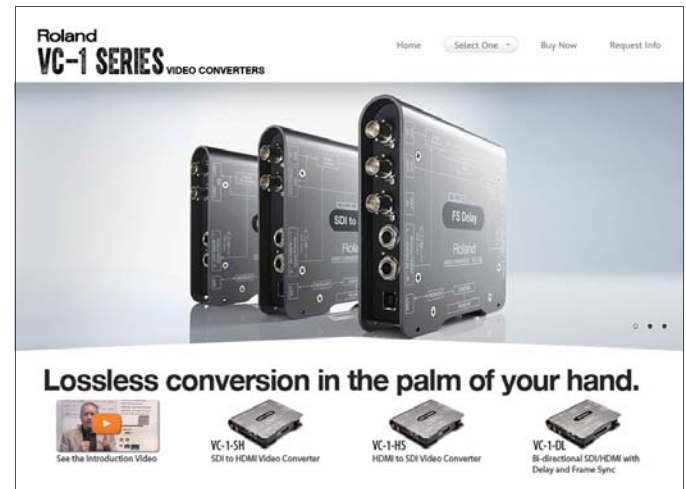 Roland
VC-1 SERIES VIDEO CONVERTERS
Home Select One Buy Now Request Info
SDI to
FS Delay
Roland
Lossless conversion in the palm of your hand.
See the Introduction Video
VC-1-SH
SDI to HDMI Video Converter
VC-1-HS
HDMI to SDI Video Converter
VC-1-DL
Bi-directional SDI/HDMI with
Delay and Frame Sync